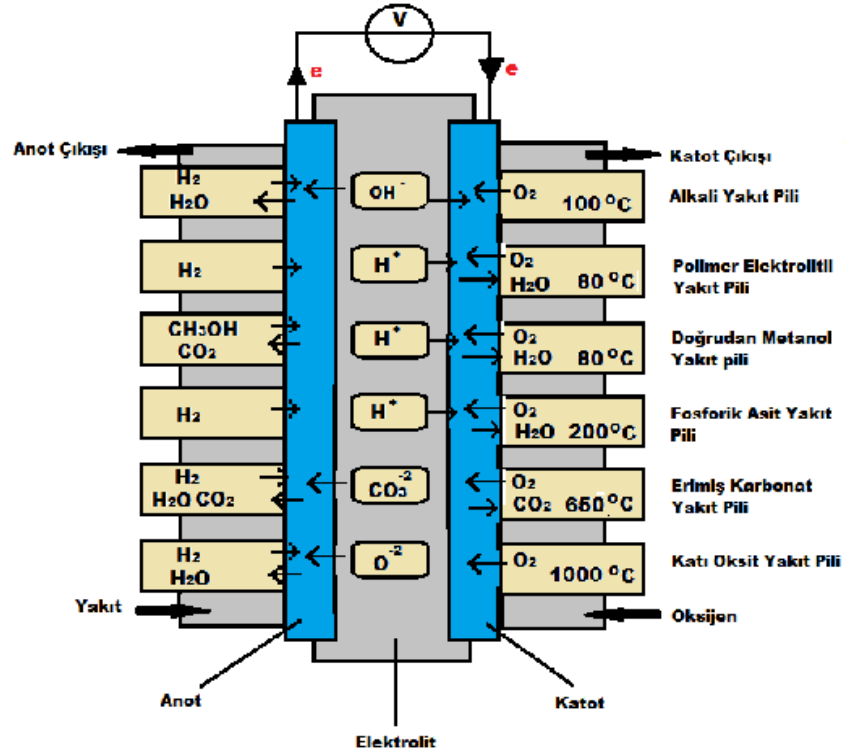 V
e
e
Anot Çıkışı
Katot Çıkışı
H₂
H₂O
OH⁻
O₂
100 °C
Alkali Yakıt Pili
H₂
H⁺
O₂
H₂O 80 °C
Polimer Elektrolitli
Yakıt Pili
CH₃OH
CO₂
H⁺
O₂
H₂O 80 °C
Doğrudan Metanol
Yakıt pili
H₂
H⁺
O₂
H₂O 200 °C
Fosforik Asit Yakıt
Pili
H₂
H₂O CO₂
CO₃⁻²
O₂
CO₂ 650 °C
Erimiş Karbonat
Yakıt Pili
H₂
H₂O
O⁻²
O₂
1000 °C
Katı Oksit Yakıt Pili
Yakıt
Oksijen
Anot
Katot
Elektrolit